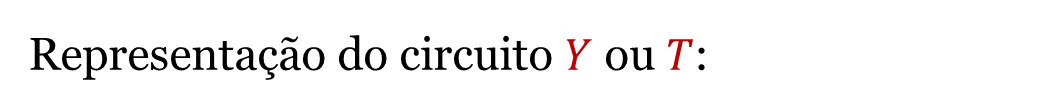 Representação do circuito Y ou T: